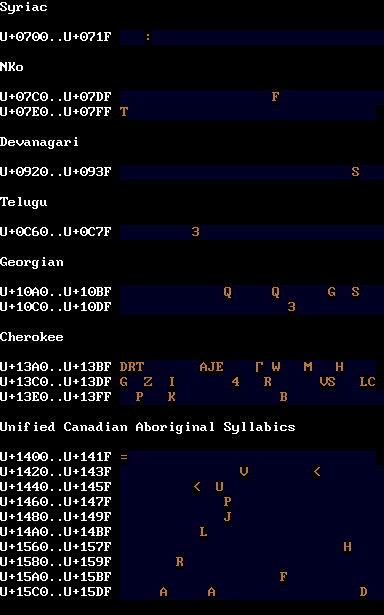 Syriac
U+0700..U+071F :
NKo
U+07C0..U+07DF F
U+07E0..U+07FF T
Devanagari
U+0920..U+093F S
Telugu
U+0C60..U+0C7F 3
Georgian
U+10A0..U+10BF Q Q G S
U+10C0..U+10DF 3
Cherokee
U+13A0..U+13BF DRT AJE Γ W M H
U+13C0..U+13DF G Z I 4 R VS LC
U+13E0..U+13FF P K B
Unified Canadian Aboriginal Syllabics
U+1400..U+141F =
U+1420..U+143F V <
U+1440..U+145F < U
U+1460..U+147F P
U+1480..U+149F J
U+14A0..U+14BF L
U+1560..U+157F H
U+1580..U+159F R
U+15A0..U+15BF F
U+15C0..U+15DF A A D